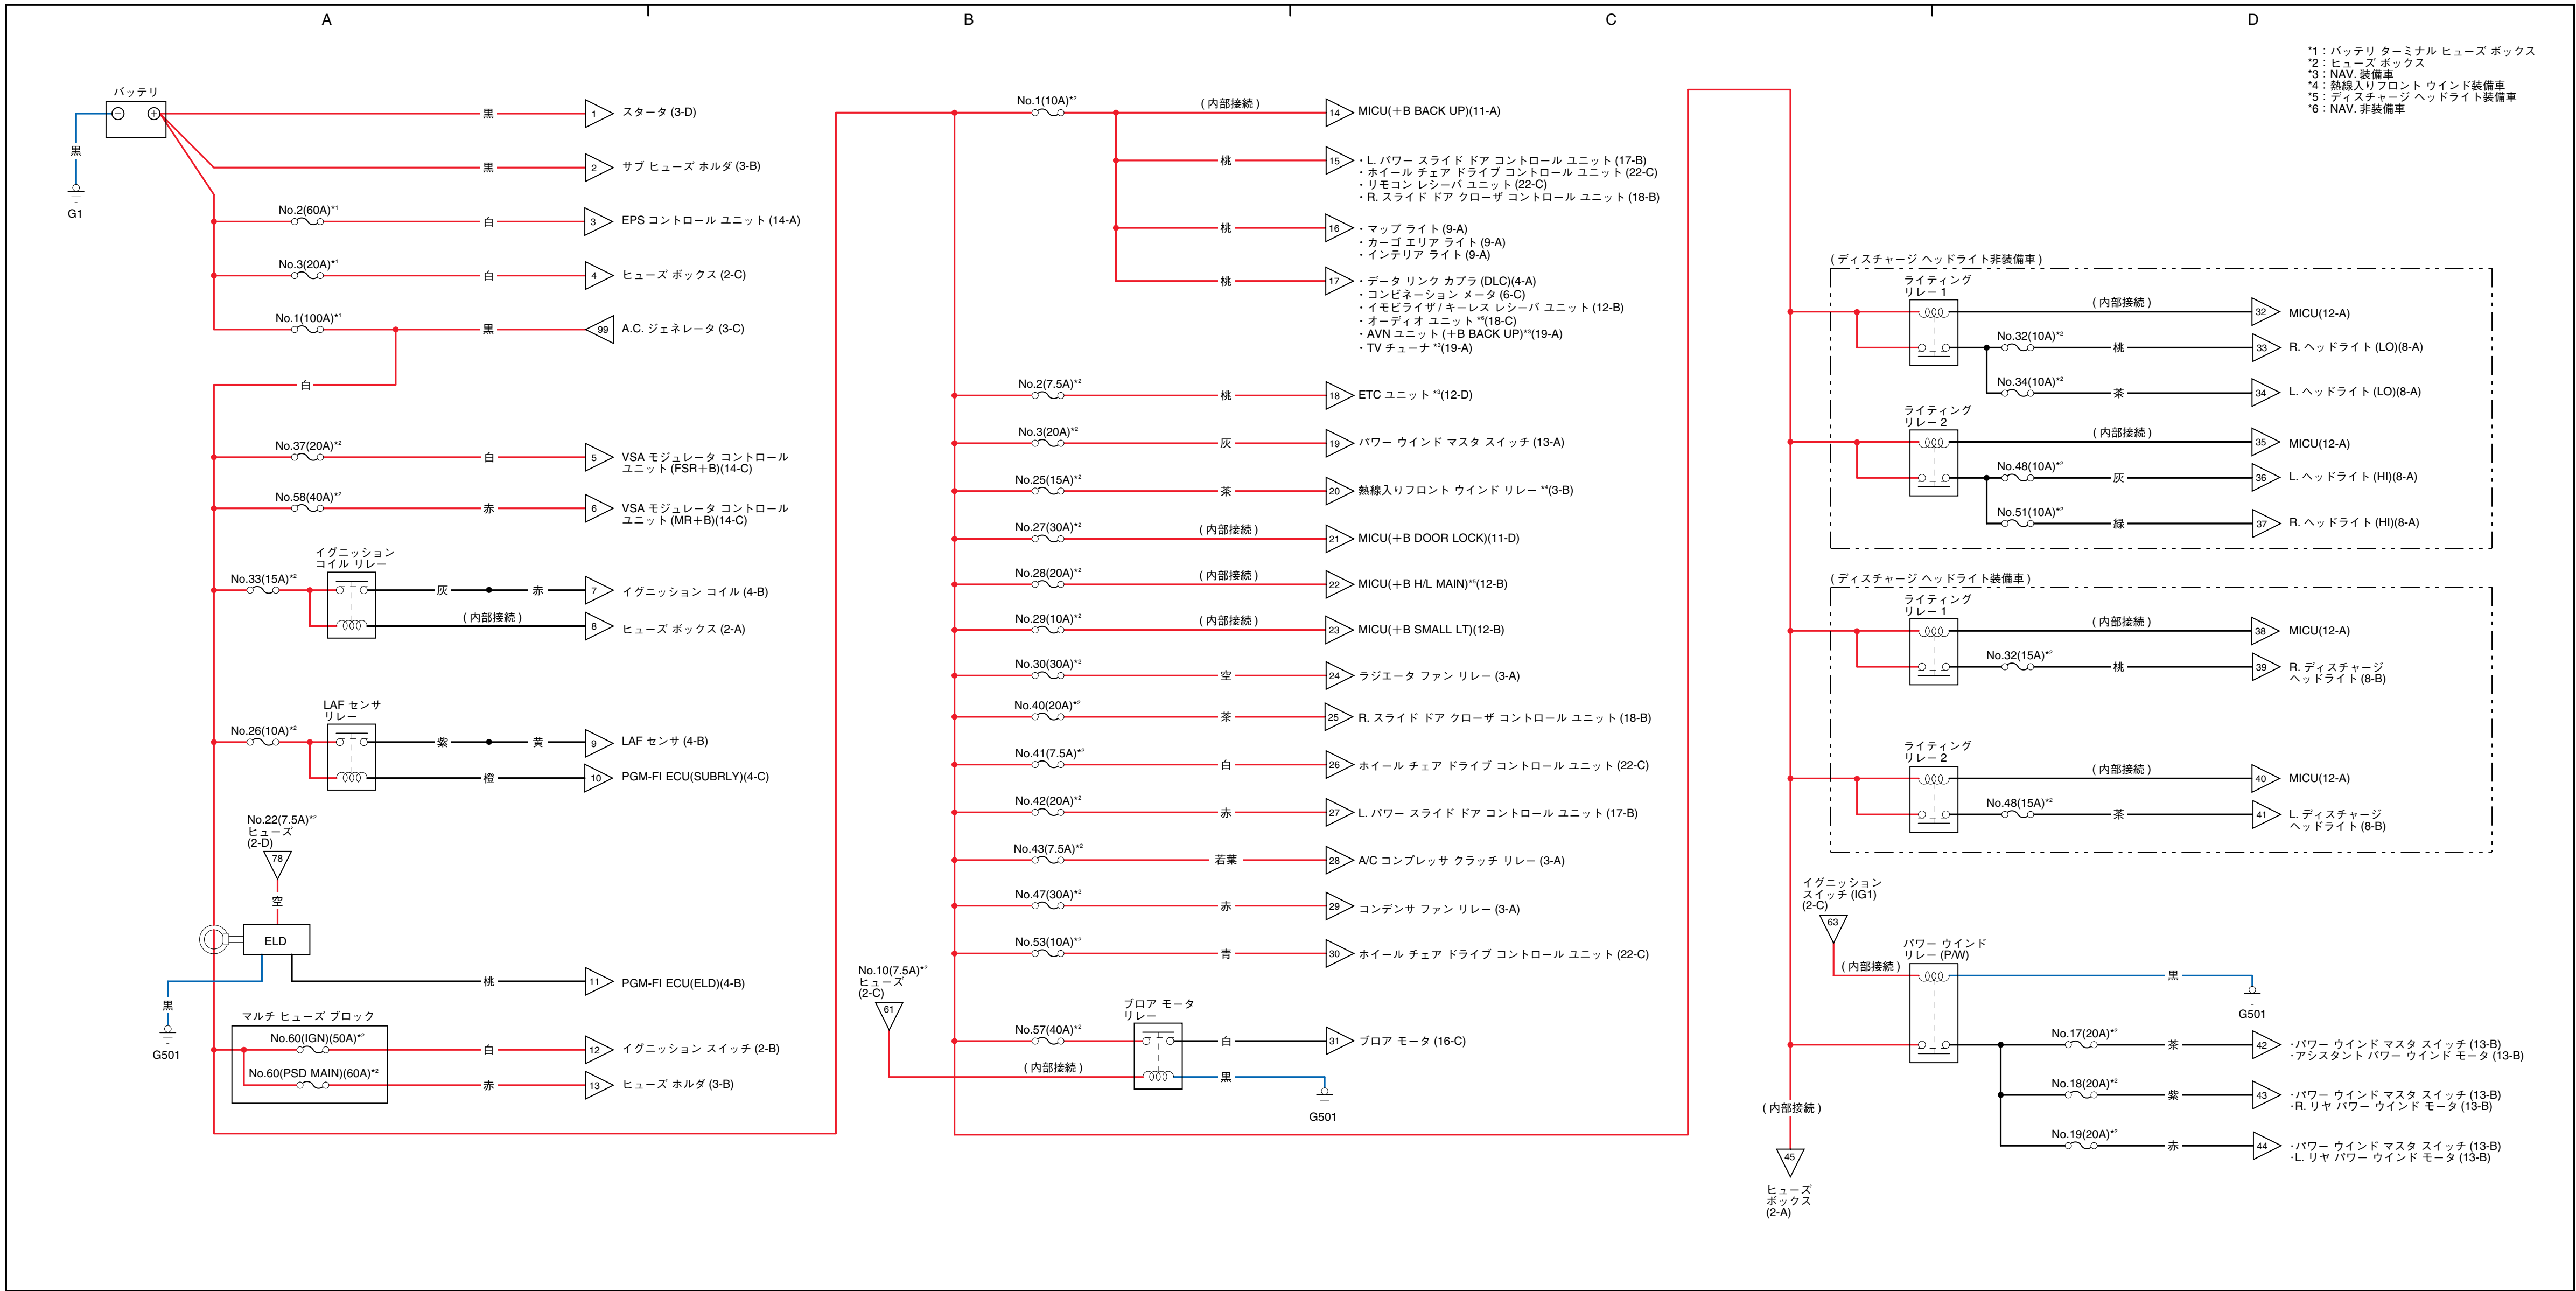 A
B
C
D
*1：バッテリ ターミナル ヒューズ ボックス
*2：ヒューズ ボックス
*3：NAV. 装備車
*4：熱線入りフロント ウインド装備車
*5：ディスチャージ ヘッドライト装備車
*6：NAV. 非装備車
バッテリ
黒
G1
黒
1
スタータ (3-D)
黒
2
サブ ヒューズ ホルダ (3-B)
No.2(60A)*1
白
3
EPS コントロール ユニット (14-A)
No.3(20A)*1
白
4
ヒューズ ボックス (2-C)
No.1(100A)*1
黒
99
A.C. ジェネレータ (3-C)
白
No.37(20A)*2
白
5
VSA モジュレータ コントロール
ユニット (FSR＋B)(14-C)
No.58(40A)*2
赤
6
VSA モジュレータ コントロール
ユニット (MR＋B)(14-C)
イグニッション
コイル リレー
No.33(15A)*2
灰
赤
7
イグニッション コイル (4-B)
(内部接続)
8
ヒューズ ボックス (2-A)
LAF センサ
リレー
No.26(10A)*2
紫
黄
9
LAF センサ (4-B)
橙
10
PGM-FI ECU(SUBRLY)(4-C)
No.22(7.5A)*2
ヒューズ
(2-D)
78
空
ELD
黒
G501
桃
11
PGM-FI ECU(ELD)(4-B)
マルチ ヒューズ ブロック
No.60(IGN)(50A)*2
白
12
イグニッション スイッチ (2-B)
No.60(PSD MAIN)(60A)*2
赤
13
ヒューズ ホルダ (3-B)
No.1(10A)*2
(内部接続)
14
MICU(＋B BACK UP)(11-A)
桃
15
・L. パワー スライド ドア コントロール ユニット (17-B)
・ホイール チェア ドライブ コントロール ユニット (22-C)
・リモコン レシーバ ユニット (22-C)
・R. スライド ドア クローザ コントロール ユニット (18-B)
桃
16
・マップ ライト (9-A)
・カーゴ エリア ライト (9-A)
・インテリア ライト (9-A)
桃
17
・データ リンク カプラ (DLC)(4-A)
・コンビネーション メータ (6-C)
・イモビライザ / キーレス レシーバ ユニット (12-B)
・オーディオ ユニット *6(18-C)
・AVN ユニット (＋B BACK UP)*3(19-A)
・TV チューナ *3(19-A)
No.2(7.5A)*2
桃
18
ETC ユニット *3(12-D)
No.3(20A)*2
灰
19
パワー ウインド マスタ スイッチ (13-A)
No.25(15A)*2
茶
20
熱線入りフロント ウインド リレー *4(3-B)
No.27(30A)*2
(内部接続)
21
MICU(＋B DOOR LOCK)(11-D)
No.28(20A)*2
(内部接続)
22
MICU(＋B H/L MAIN)*5(12-B)
No.29(10A)*2
(内部接続)
23
MICU(＋B SMALL LT)(12-B)
No.30(30A)*2
空
24
ラジエータ ファン リレー (3-A)
No.40(20A)*2
茶
25
R. スライド ドア クローザ コントロール ユニット (18-B)
No.41(7.5A)*2
白
26
ホイール チェア ドライブ コントロール ユニット (22-C)
No.42(20A)*2
赤
27
L. パワー スライド ドア コントロール ユニット (17-B)
No.43(7.5A)*2
若葉
28
A/C コンプレッサ クラッチ リレー (3-A)
No.47(30A)*2
赤
29
コンデンサ ファン リレー (3-A)
No.53(10A)*2
青
30
ホイール チェア ドライブ コントロール ユニット (22-C)
No.10(7.5A)*2
ヒューズ
(2-C)
61
ブロア モータ
リレー
No.57(40A)*2
白
31
ブロア モータ (16-C)
(内部接続)
黒
G501
(ディスチャージ ヘッドライト非装備車)
ライティング
リレー 1
(内部接続)
32
MICU(12-A)
No.32(10A)*2
桃
33
R. ヘッドライト (LO)(8-A)
No.34(10A)*2
茶
34
L. ヘッドライト (LO)(8-A)
ライティング
リレー 2
(内部接続)
35
MICU(12-A)
No.48(10A)*2
灰
36
L. ヘッドライト (HI)(8-A)
No.51(10A)*2
緑
37
R. ヘッドライト (HI)(8-A)
(ディスチャージ ヘッドライト装備車)
ライティング
リレー 1
(内部接続)
38
MICU(12-A)
No.32(15A)*2
桃
39
R. ディスチャージ
ヘッドライト (8-B)
ライティング
リレー 2
(内部接続)
40
MICU(12-A)
No.48(15A)*2
茶
41
L. ディスチャージ
ヘッドライト (8-B)
イグニッション
スイッチ (IG1)
(2-C)
63
(内部接続)
パワー ウインド
リレー (P/W)
黒
G501
No.17(20A)*2
茶
42
・パワー ウインド マスタ スイッチ (13-B)
・アシスタント パワー ウインド モータ (13-B)
No.18(20A)*2
紫
43
・パワー ウインド マスタ スイッチ (13-B)
・R. リヤ パワー ウインド モータ (13-B)
No.19(20A)*2
赤
44
・パワー ウインド マスタ スイッチ (13-B)
・L. リヤ パワー ウインド モータ (13-B)
(内部接続)
45
ヒューズ
ボックス
(2-A)